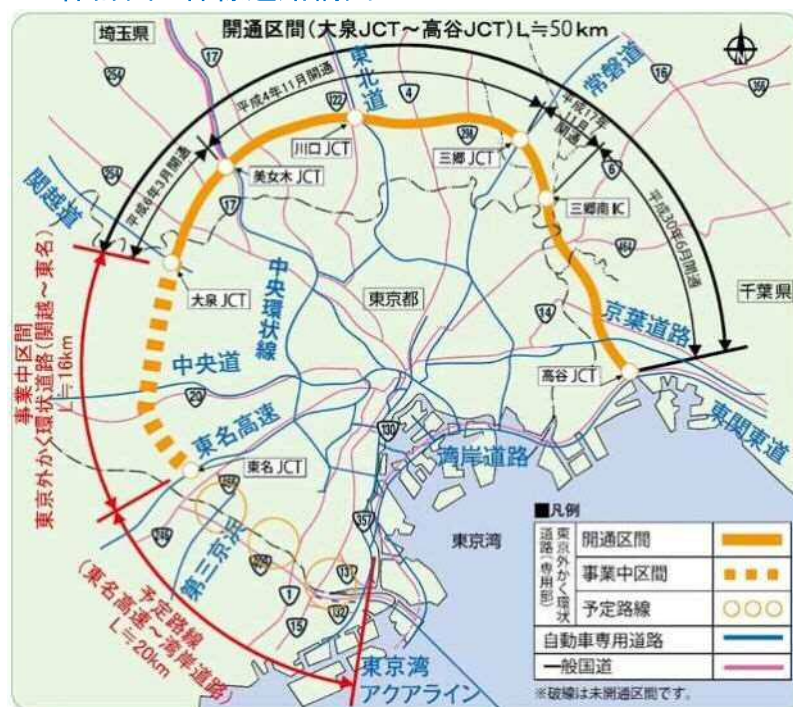 開通区間(大泉JCT～高谷JCT)L≒50km
埼玉県
平成4年11月開通
東北道
常磐道
平成17年
11月
開通
平成6年3月開通
川口JCT
三郷JCT
美女木JCT
三郷南IC
平成30年6月開通
関越道
大泉JCT
中央環状線
東京都
千葉県
京葉道路
高谷JCT
東関東道
事業中区間
東京外かく環状道路(関越～東名)
L≒16km
中央道
東名高速
東名JCT
湾岸道路
東京湾
第三京浜
予定路線
(東名高速～湾岸道路)
L≒20km
東京湾
アクアライン
254
17
122
4
298
16
6
464
254
17
14
20
130
357
466
246
131
132
1
15
N
■凡例
東京外かく環状
道路(専用部)
開通区間
事業中区間
予定路線
自動車専用道路
一般国道
※破線は未開通区間です。